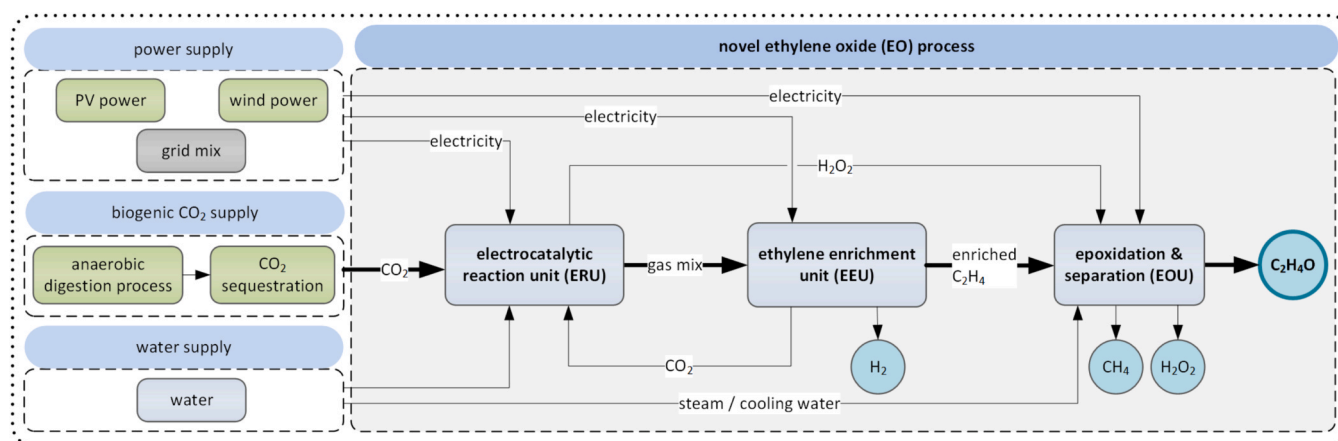 power supply
novel ethylene oxide (EO) process
PV power
wind power
grid mix
electricity
electricity
electricity
H₂O₂
biogenic CO₂ supply
anaerobic
digestion process
CO₂
sequestration
CO₂
electrocatalytic
reaction unit (ERU)
gas mix
ethylene enrichment
unit (EEU)
enriched
C₂H₄
epoxidation &
separation (EOU)
C₂H₄O
water supply
water
CO₂
H₂
CH₄
H₂O₂
steam / cooling water